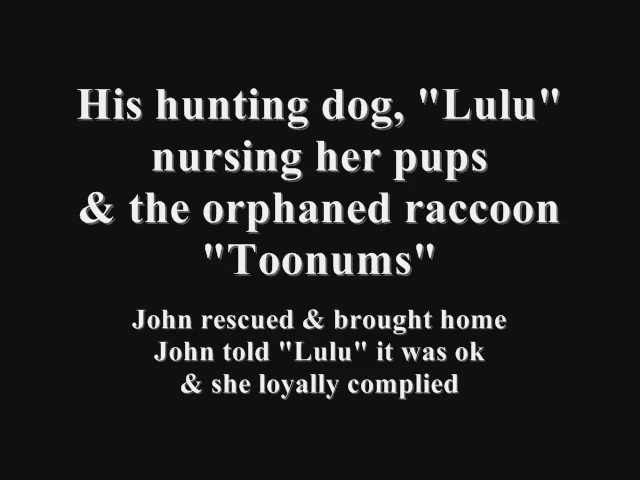 His hunting dog, "Lulu"
nursing her pups
& the orphaned raccoon
"Toonums"
John rescued & brought home
John told "Lulu" it was ok
& she loyally complied